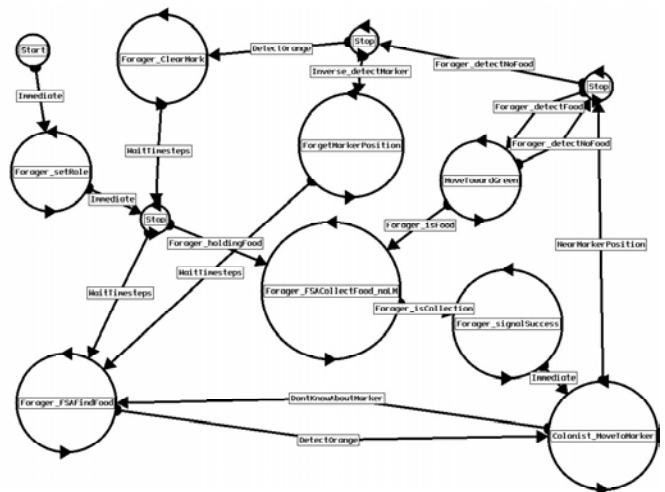 Start
Stop
DetectOrange
Forager_ClearMark
Forager_detectNoFood
Inverse_detectMarker
Stop
Immediate
Forager_detectFood
Forager_detectNoFood
ForgetMarkerPosition
WaitTimesteps
Forager_setRole
MoveTowardGreen
Immediate
Stop
Forager_isFood
Forager_holdingFood
NearMarkerPosition
WaitTimesteps
WaitTimesteps
Forager_FSACollectFood_noLM
Forager_isCollection
Forager_signalSuccess
Immediate
DontKnowAboutMarker
Forager_FSAFindFood
Colonist_MoveToMarker
DetectOrange